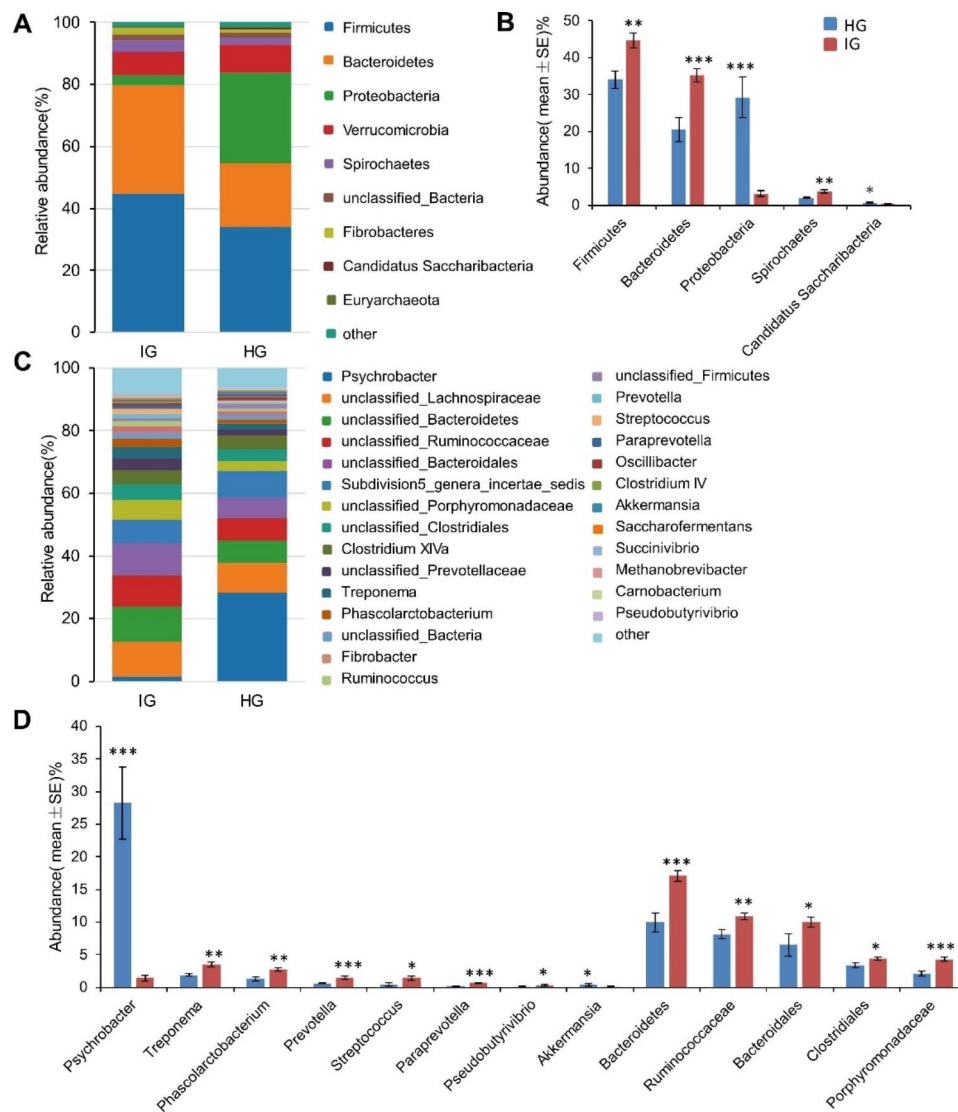 A
Relative abundance(%)
100
80
60
40
20
0
IG
HG
Firmicutes
Bacteroidetes
Proteobacteria
Verrucomicrobia
Spirochaetes
unclassified_Bacteria
Fibrobacteres
Candidatus Saccharibacteria
Euryarchaeota
other
B
Abundance( mean ±SE)%
50
40
30
20
10
0
**
***
***
**
*
HG
IG
Firmicutes
Bacteroidetes
Proteobacteria
Spirochaetes
Candidatus Saccharibacteria
C
Relative abundance(%)
100
80
60
40
20
0
IG
HG
Psychrobacter
unclassified_Lachnospiraceae
unclassified_Bacteroidetes
unclassified_Ruminococcaceae
unclassified_Bacteroidales
Subdivision5_genera_incertae_sedis
unclassified_Porphyromonadaceae
unclassified_Clostridiales
Clostridium XIVa
unclassified_Prevotellaceae
Treponema
Phascolarctobacterium
unclassified_Bacteria
Fibrobacter
Ruminococcus
unclassified_Firmicutes
Prevotella
Streptococcus
Paraprevotella
Oscillibacter
Clostridium IV
Akkermansia
Saccharofermentans
Succinivibrio
Methanobrevibacter
Carnobacterium
Pseudobutyrivibrio
other
D
Abundance( mean ±SE)%
40
35
30
25
20
15
10
5
0
***
**
**
***
*
***
*
*
***
**
*
*
***
Psychrobacter
Treponema
Phascolarctobacterium
Prevotella
Streptococcus
Paraprevotella
Pseudobutyrivibrio
Akkermansia
Bacteroidetes
Ruminococcaceae
Bacteroidales
Clostridiales
Porphyromonadaceae